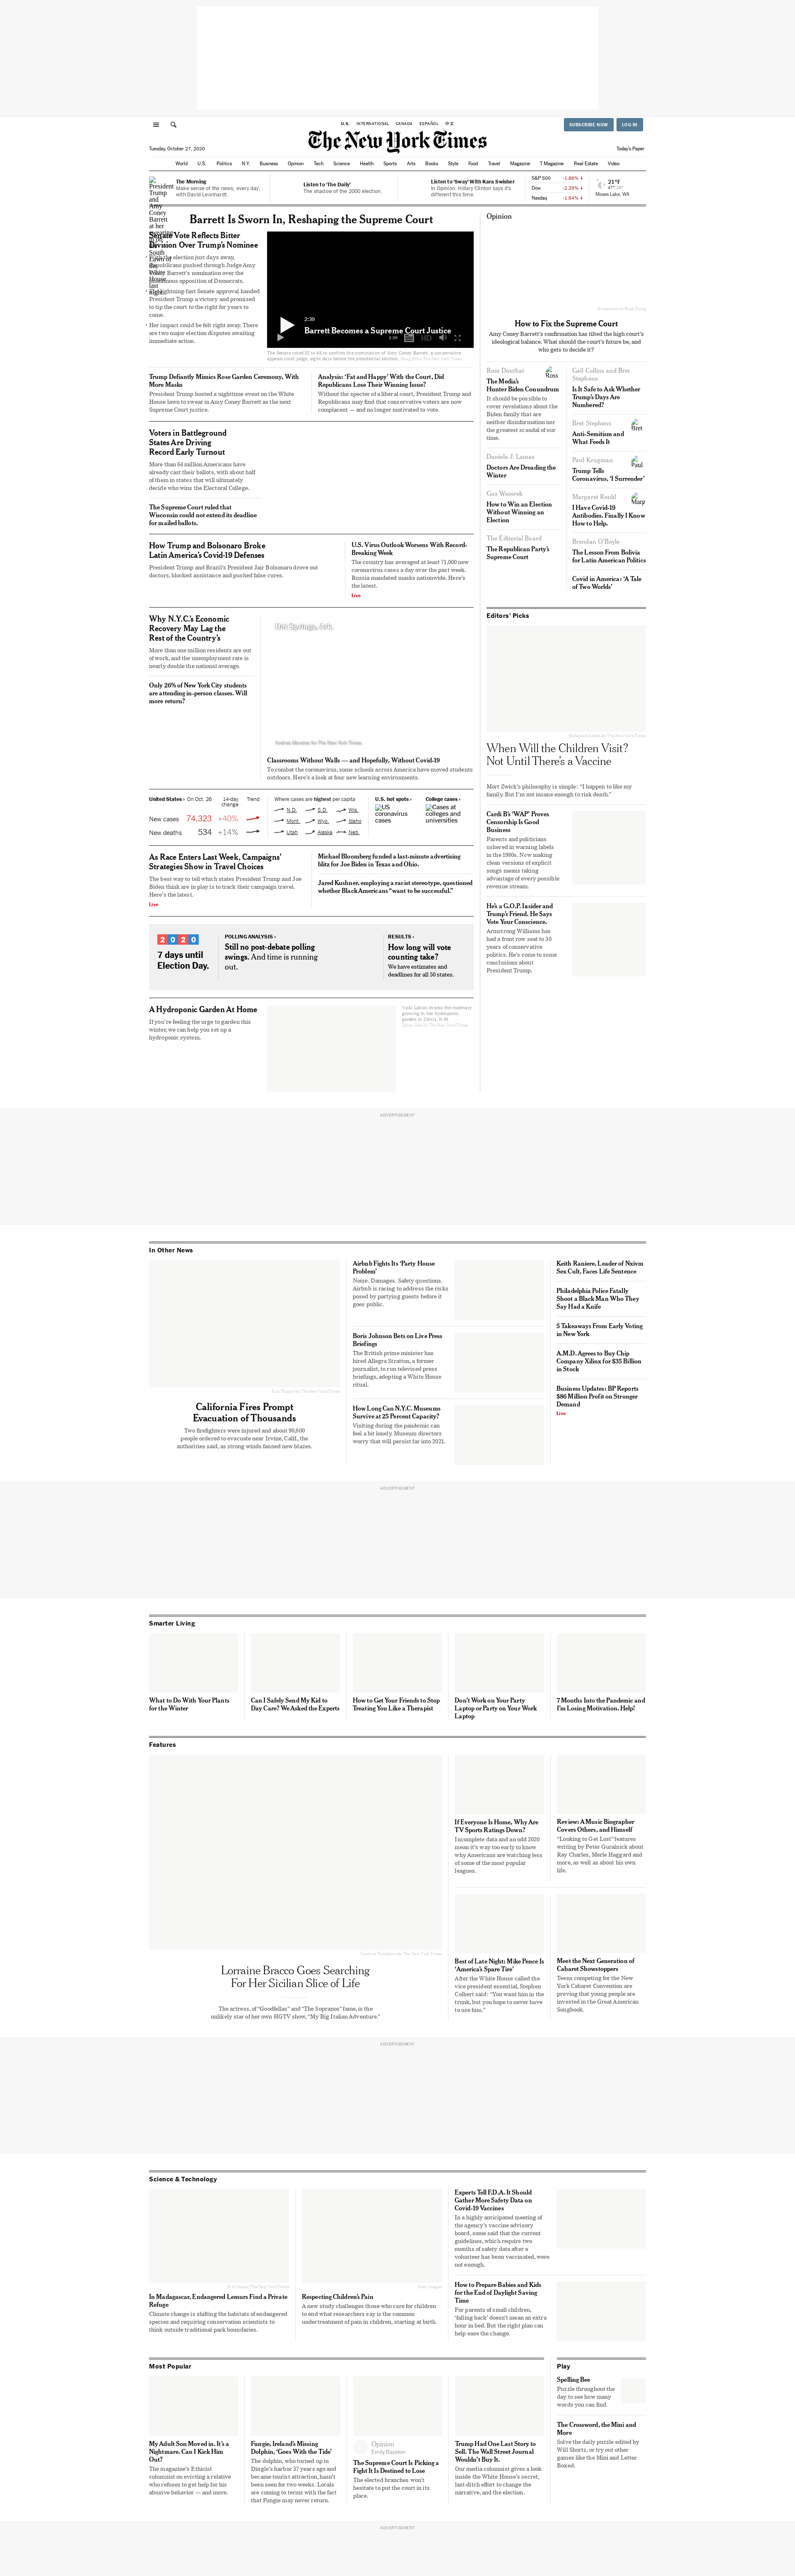 U.S.
INTERNATIONAL
CANADA
ESPAÑOL
中文
SUBSCRIBE NOW
LOG IN
The New York Times
Tuesday, October 27, 2020
Today's Paper
World
U.S.
Politics
N.Y.
Business
Opinion
Tech
Science
Health
Sports
Arts
Books
Style
Food
Travel
Magazine
T Magazine
Real Estate
Video
The Morning
Make sense of the news, every day,
with David Leonhardt.
Listen to 'The Daily'
The shadow of the 2000 election.
Listen to 'Sway' With Kara Swisher
In Opinion: Hillary Clinton says it's
different this time.
S&P 500 -1.86% ↓
Dow -2.29% ↓
Nasdaq -1.64% ↓
21°F
Moses Lake, WA
Barrett Is Sworn In, Reshaping the Supreme Court
President
Trump
and
Amy
Coney
Barrett
at her
South
Lawn of
the
White
House
last
Senate Vote Reflects Bitter
Division Over Trump's Nominee
election just days away,
Republicans pushed through Judge Amy
Barrett's nomination over the
opposition of Democrats.
lightning-fast Senate approval handed
President Trump a victory and promised
to tip the court to the right for years to
come.
Her impact could be felt right away. There
are two major election disputes awaiting
immediate action.
2:39
Barrett Becomes a Supreme Court Justice
2:39
HD
The Senate voted 52 to 48 to confirm the nomination of Amy Coney Barrett, a conservative
appeals court judge, eight days before the presidential election.
Trump Defiantly Mimics Rose Garden Ceremony, With
More Masks
President Trump hosted a nighttime event on the White
House lawn to swear in Amy Coney Barrett as the next
Supreme Court justice.
Analysis: 'Fat and Happy' With the Court, Did
Republicans Lose Their Winning Issue?
Without the specter of a liberal court, President Trump and
Republicans may find that conservative voters are now
complacent — and no longer motivated to vote.
Voters in Battleground
States Are Driving
Record Early Turnout
More than 64 million Americans have
already cast their ballots, with about half
of them in states that will ultimately
decide who wins the Electoral College.
The Supreme Court ruled that
Wisconsin could not extend its deadline
for mailed ballots.
How Trump and Bolsonaro Broke
Latin America's Covid-19 Defenses
President Trump and Brazil's President Jair Bolsonaro drove out
doctors, blocked assistance and pushed false cures.
U.S. Virus Outlook Worsens With Record-
Breaking Week
The country has averaged at least 71,000 new
coronavirus cases a day over the past week.
Russia mandated masks nationwide. Here's
the latest.
Live
Why N.Y.C.'s Economic
Recovery May Lag the
Rest of the Country's
More than one million residents are out
of work, and the unemployment rate is
nearly double the national average.
Only 26% of New York City students
are attending in-person classes. Will
more return?
Hot Springs, Ark.
Andrea Morales for The New York Times
Classrooms Without Walls — and Hopefully, Without Covid-19
To combat the coronavirus, some schools across America have moved students
outdoors. Here's a look at four new learning environments.
United States › On Oct. 26
14-day
change
Trend
New cases 74,323 +40%
New deaths 534 +14%
Where cases are highest per capita
N.D.
S.D.
Wis.
Mont.
Wyo.
Idaho
Utah
Alaska
Neb.
U.S. hot spots ›
US
coronavirus
cases
College cases ›
Cases at
colleges and
universities
As Race Enters Last Week, Campaigns'
Strategies Show in Travel Choices
The best way to tell which states President Trump and Joe
Biden think are in play is to track their campaign travel.
Here's the latest.
Live
Michael Bloomberg funded a last-minute advertising
blitz for Joe Biden in Texas and Ohio.
Jared Kushner, employing a racist stereotype, questioned
whether Black Americans "want to be successful."
2020
7 days until
Election Day.
POLLING ANALYSIS ›
Still no post-debate polling
swings. And time is running
out.
RESULTS ›
How long will vote
counting take?
We have estimates and
deadlines for all 50 states.
A Hydroponic Garden At Home
If you're feeling the urge to garden this
winter, we can help you set up a
hydroponic system.
Vicki Liston checks the rosemary
growing in her hydroponic
garden in Clovis, N.M.
Opinion
How to Fix the Supreme Court
Amy Coney Barrett's confirmation has tilted the high court's
ideological balance. What are its cornerstone principles?
Ross Douthat
Ross
The Media's
Hunter Biden Conundrum
It should be possible to
cover revelations about the
Biden family that are
neither disinformation nor
the greatest scandal of our
time.
Daniela J. Lamas
Doctors Are Dreading the
Winter
Gus Wezerek
How to Win an Election
Without Winning an
Election
The Editorial Board
The Republican Party's
Supreme Court
Gail Collins and Bret
Stephens
Is It Safe to Ask Whether
Trump's Days Are
Numbered?
Bret Stephens
Bret
Anti-Semitism and
What Feeds It
Paul Krugman
Paul
Trump Tells
Coronavirus, 'I Surrender'
Margaret Renkl
Marg
I Have Covid-19
Antibodies. Finally I Know
How to Help.
Brendan O'Boyle
The Lesson From Bolivia
for Latin American Politics
Covid in America: 'A Tale
of Two Worlds'
Editors' Picks
When Will the Children Visit?
Not Until There's a Vaccine
Mort Zwick's philosophy is simple: "I happen to like my
family. But I'm not insane enough to risk death."
Cardi B's 'WAP' Proves
Censorship Is Good
Business
Parents and politicians
ushered in warning labels
in the 1980s. Now making
vulgar, clean versions of explicit
songs means taking
advantage of every possible
revenue stream.
He's a G.O.P. Insider and
Trump's Friend. He Says
Vote Your Conscience.
Armstrong Williams has
had a front row seat to 30
years of conservative
politics. He's come to some
conclusions about
President Trump.
ADVERTISEMENT
In Other News
California Fires Prompt
Evacuation of Thousands
Two firefighters were injured and about 90,800
people ordered to evacuate near Irvine, Calif., the
authorities said, as strong winds fanned new blazes.
Airbnb Fights Its 'Party House
Problem'
Noise. Damages. Safety questions.
Airbnb is racing to address the risks
posed by partying guests before it
goes public.
Boris Johnson Bets on Live Press
Briefings
The British prime minister has
hired Allegra Stratton, a former
journalist, to run televised press
briefings, adopting a White House
ritual.
How Long Can N.Y.C. Museums
Survive at 25 Percent Capacity?
Visiting during the pandemic can
feel a bit lonely. Museum directors
worry that will persist far into 2021.
Keith Raniere, Leader of Nxivm
Sex Cult, Faces Life Sentence
Philadelphia Police Fatally
Shoot a Black Man Who They
Say Had a Knife
5 Takeaways From Early Voting
in New York
A.M.D. Agrees to Buy Chip
Company Xilinx for $35 Billion
in Stock
Business Updates: BP Reports
$86 Million Profit on Stronger
Demand
Live
ADVERTISEMENT
Smarter Living
What to Do With Your Plants
for the Winter
Can I Safely Send My Kid to
Day Care? We Asked the Experts
How to Get Your Friends to Stop
Treating You Like a Therapist
Don't Work on Your Party
Laptop or Party on Your Work
Laptop
7 Months Into the Pandemic and
I'm Losing Motivation. Help!
Features
Lorraine Bracco Goes Searching
For Her Sicilian Slice of Life
The actress, of "Goodfellas" and "The Sopranos" fame, is the
unlikely star of her own HGTV show, "My Big Italian Adventure."
If Everyone Is Home, Why Are
TV Sports Ratings Down?
Incomplete data and an odd 2020
mean it's way too early to know
why Americans are watching less
of some of the most popular
leagues.
Review: A Music Biographer
Covers Others, and Himself
"Looking to Get Lost" features
writing by Peter Guralnick about
Ray Charles, Merle Haggard and
more, as well as about his own
life.
Best of Late Night: Mike Pence Is
'America's Spare Tire'
After the White House called the
vice president essential, Stephen
Colbert said: "You want him in the
trunk, but you hope to never have
to use him."
Meet the Next Generation of
Cabaret Showstoppers
Teens competing for the New
York Cabaret Convention are
proving that young people are
invested in the Great American
Songbook.
ADVERTISEMENT
Science & Technology
In Madagascar, Endangered Lemurs Find a Private
Refuge
Climate change is shifting the habitats of endangered
species and requiring conservation scientists to
think outside traditional park boundaries.
Getty Images
Respecting Children's Pain
A new study challenges those who care for children
to end what researchers say is the common
undertreatment of pain in children, starting at birth.
Experts Tell F.D.A. It Should
Gather More Safety Data on
Covid-19 Vaccines
In a highly anticipated meeting of
the agency's vaccine advisory
board, some said that the current
guidelines, which require two
months of safety data after a
volunteer has been vaccinated, were
not enough.
How to Prepare Babies and Kids
for the End of Daylight Saving
Time
For parents of small children,
'falling back' doesn't mean an extra
hour in bed. But the right plan can
help ease the change.
Most Popular
My Adult Son Moved in. It's a
Nightmare. Can I Kick Him
Out?
The magazine's Ethicist
columnist on evicting a relative
who refuses to get help for his
abusive behavior — and more.
Fungie, Ireland's Missing
Dolphin, 'Goes With the Tide'
The dolphin, who turned up in
Dingle's harbor 37 years ago and
became tourist attraction, hasn't
been seen for two weeks. Locals
are coming to terms with the fact
that Fungie may never return.
Opinion
Emily Bazelon
The Supreme Court Is Picking a
Fight It Is Destined to Lose
The elected branches won't
hesitate to put the court in its
place.
Trump Had One Last Story to
Sell. The Wall Street Journal
Wouldn't Buy It.
Our media columnist gives a look
inside the White House's secret,
last-ditch effort to change the
narrative, and the election.
Play
Spelling Bee
Puzzle throughout the
day to see how many
words you can find.
The Crossword, the Mini and
More
Solve the daily puzzle edited by
Will Shortz, or try out other
games like the Mini and Letter
Boxed.
ADVERTISEMENT